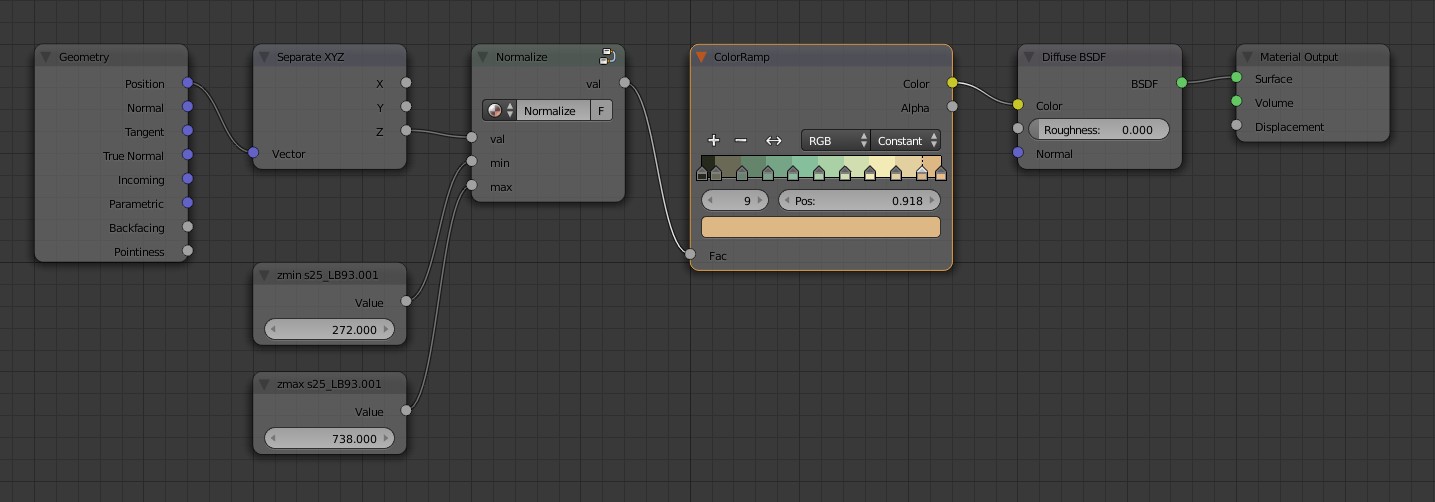 Geometry
Position
Normal
Tangent
True Normal
Incoming
Parametric
Backfacing
Pointiness
Separate XYZ
X
Y
Z
Vector
zmin s25_LB93.001
Value
272.000
zmax s25_LB93.001
Value
738.000
Normalize
val
Normalize F
val
min
max
ColorRamp
Color
Alpha
RGB Constant
9 Pos: 0.918
Fac
Diffuse BSDF
BSDF
Color
Roughness: 0.000
Normal
Material Output
Surface
Volume
Displacement